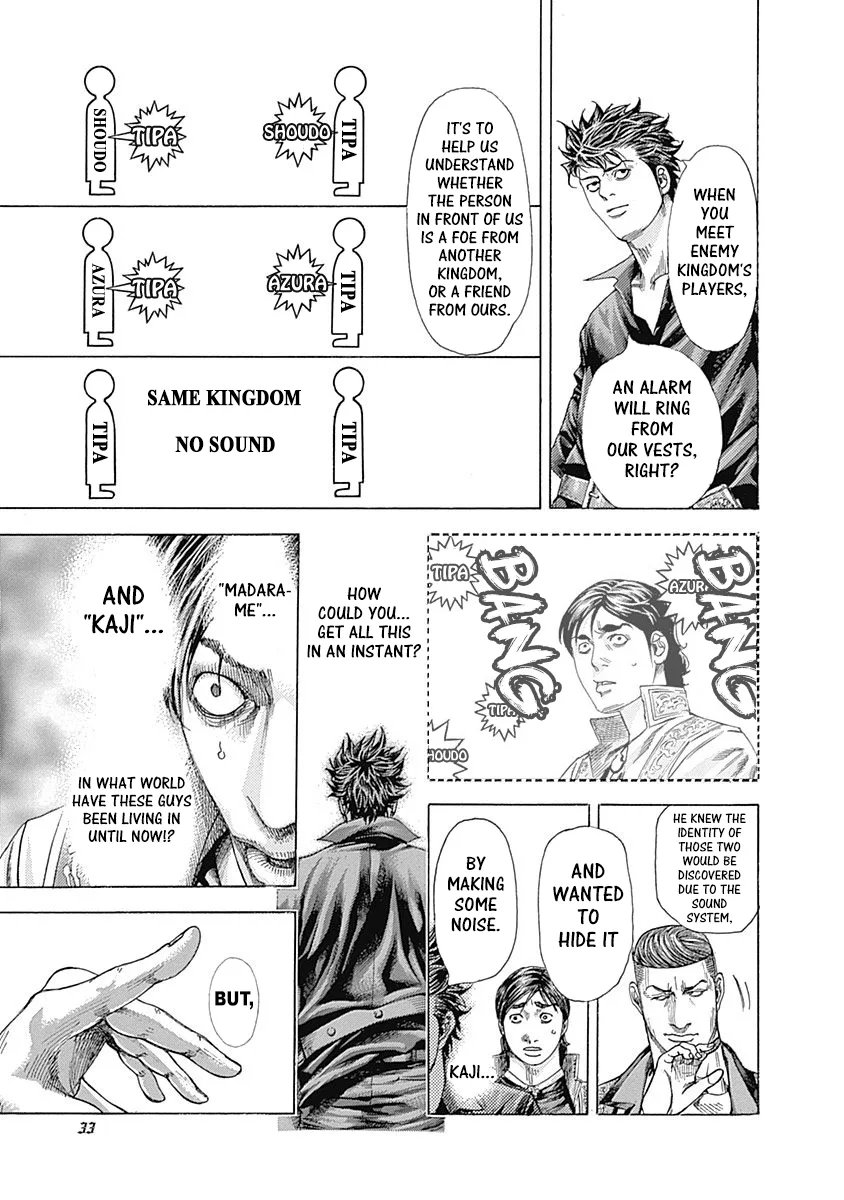 WHEN
YOU
MEET
ENEMY
KINGDOM'S
PLAYERS,
AN ALARM
WILL RING
FROM
OUR VESTS,
RIGHT?
IT'S TO
HELP US
UNDERSTAND
WHETHER
THE PERSON
IN FRONT OF US
IS A FOE FROM
ANOTHER
KINGDOM,
OR A FRIEND
FROM OURS.
SHOUDO
TIPA
SHOUDO
TIPA
AZURA
TIPA
AZURA
TIPA
TIPA
SAME KINGDOM
NO SOUND
TIPA
TIPA
BANG
AZUR
BANG
TIPA
HOUDO
HE KNEW THE
IDENTITY OF
THOSE TWO
WOULD BE
DISCOVERED
DUE TO THE
SOUND
SYSTEM,
AND
WANTED
TO
HIDE IT
BY
MAKING
SOME
NOISE.
KAJI...
HOW
COULD YOU...
GET ALL THIS
IN AN INSTANT?
"MADARA-
ME"...
AND
"KAJI"...
IN WHAT WORLD
HAVE THESE GUYS
BEEN LIVING IN
UNTIL NOW!?
BUT,
33